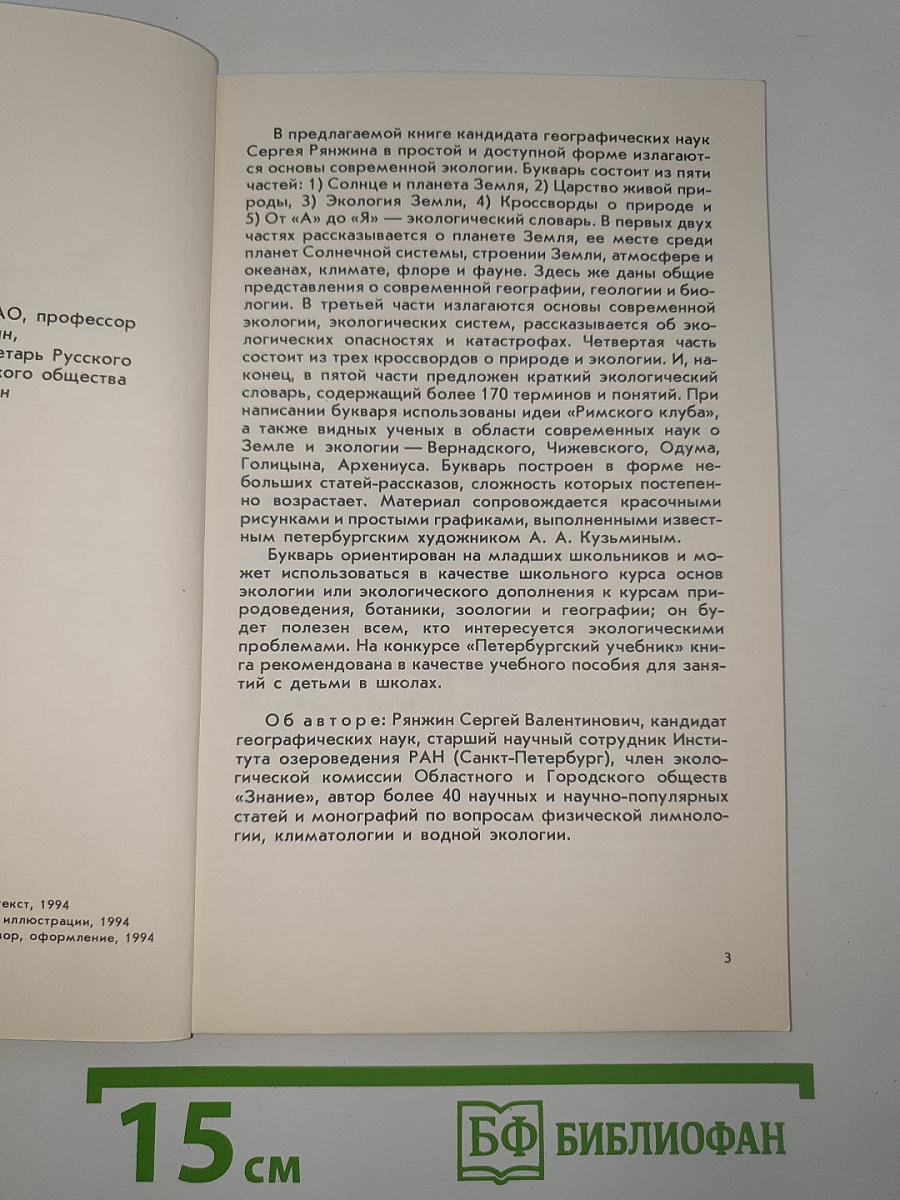 АО, профессор
ин,
етарь Русского
кого общества
н
текст, 1994
иллюстрации, 1994
зор, оформление, 1994
В предлагаемой книге кандидата географических наук
Сергея Рянжина в простой и доступной форме излагают-
ся основы современной экологии. Букварь состоит из пяти
частей: 1) Солнце и планета Земля, 2) Царство живой при-
роды, 3) Экология Земли, 4) Кроссворды о природе и
5) От «А» до «Я» — экологический словарь. В первых двух
частях рассказывается о планете Земля, ее месте среди
планет Солнечной системы, строении Земли, атмосфере и
океанах, климате, флоре и фауне. Здесь же даны общие
представления о современной географии, геологии и био-
логии. В третьей части излагаются основы современной
экологии, экологических систем, рассказывается об эко-
логических опасностях и катастрофах. Четвертая часть
состоит из трех кроссвордов о природе и экологии. И, на-
конец, в пятой части предложен краткий экологический
словарь, содержащий более 170 терминов и понятий. При
написании букваря использованы идеи «Римского клуба»,
а также видных ученых в области современных наук о
Земле и экологии — Вернадского, Чижевского, Одума,
Голицына, Архениуса. Букварь построен в форме не-
больших статей-рассказов, сложность которых постепен-
но возрастает. Материал сопровождается красочными
рисунками и простыми графиками, выполненными извест-
ным петербургским художником А. А. Кузьминым.
Букварь ориентирован на младших школьников и мо-
жет использоваться в качестве школьного курса основ
экологии или экологического дополнения к курсам при-
родоведения, ботаники, зоологии и географии; он бу-
дет полезен всем, кто интересуется экологическими
проблемами. На конкурсе «Петербургский учебник» кни-
га рекомендована в качестве учебного пособия для заня-
тий с детьми в школах.
Об авторе: Рянжин Сергей Валентинович, кандидат
географических наук, старший научный сотрудник Инсти-
тута озероведения РАН (Санкт-Петербург), член эколо-
гической комиссии Областного и Городского обществ
«Знание», автор более 40 научных и научно-популярных
статей и монографий по вопросам физической лимноло-
гии, климатологии и водной экологии.
3
15 см
БФ БИБЛИОФАН